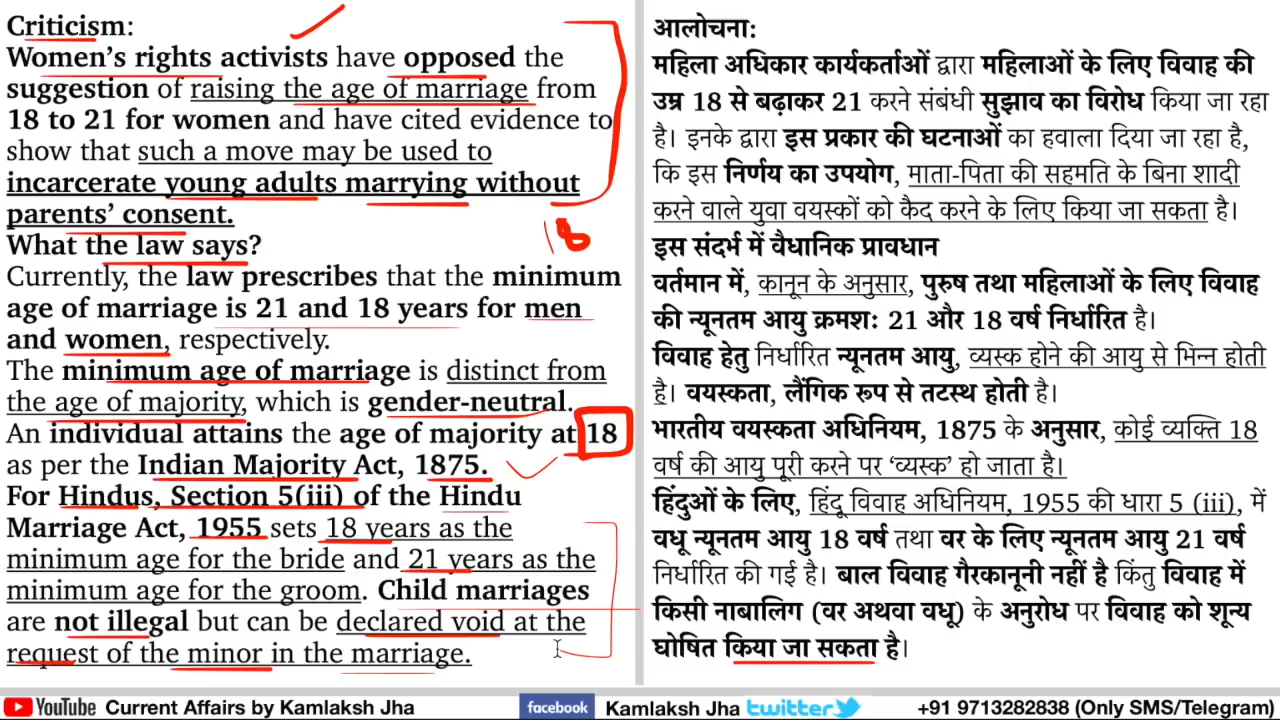 Criticism:
Women's rights activists have opposed the
suggestion of raising the age of marriage from
18 to 21 for women and have cited evidence to
show that such a move may be used to
incarcerate young adults marrying without
parents' consent.
18
What the law says?
Currently, the law prescribes that the minimum
age of marriage is 21 and 18 years for men
and women, respectively.
The minimum age of marriage is distinct from
the age of majority, which is gender-neutral.
An individual attains the age of majority at 18
as per the Indian Majority Act, 1875.
For Hindus, Section 5(iii) of the Hindu
Marriage Act, 1955 sets 18 years as the
minimum age for the bride and 21 years as the
minimum age for the groom. Child marriages
are not illegal but can be declared void at the
request of the minor in the marriage.
आलोचना:
महिला अधिकार कार्यकर्ताओं द्वारा महिलाओं के लिए विवाह की
उम्र 18 से बढ़ाकर 21 करने संबंधी सुझाव का विरोध किया जा रहा
है। इनके द्वारा इस प्रकार की घटनाओं का हवाला दिया जा रहा है,
कि इस निर्णय का उपयोग, माता-पिता की सहमति के बिना शादी
करने वाले युवा वयस्कों को कैद करने के लिए किया जा सकता है।
इस संदर्भ में वैधानिक प्रावधान
वर्तमान में, कानून के अनुसार, पुरुष तथा महिलाओं के लिए विवाह
की न्यूनतम आयु क्रमशः 21 और 18 वर्ष निर्धारित है।
विवाह हेतु निर्धारित न्यूनतम आयु, व्यस्क होने की आयु से भिन्न होती
है। वयस्कता, लैंगिक रूप से तटस्थ होती है।
भारतीय वयस्कता अधिनियम, 1875 के अनुसार, कोई व्यक्ति 18
वर्ष की आयु पूरी करने पर 'व्यस्क' हो जाता है।
हिंदुओं के लिए, हिंदू विवाह अधिनियम, 1955 की धारा 5 (iii), में
वधू न्यूनतम आयु 18 वर्ष तथा वर के लिए न्यूनतम आयु 21 वर्ष
निर्धारित की गई है। बाल विवाह गैरकानूनी नहीं है किंतु विवाह में
किसी नाबालिग (वर अथवा वधू) के अनुरोध पर विवाह को शून्य
घोषित किया जा सकता है।
YouTube Current Affairs by Kamlaksh Jha facebook Kamlaksh Jha twitter +91 9713282838 (Only SMS/Telegram)